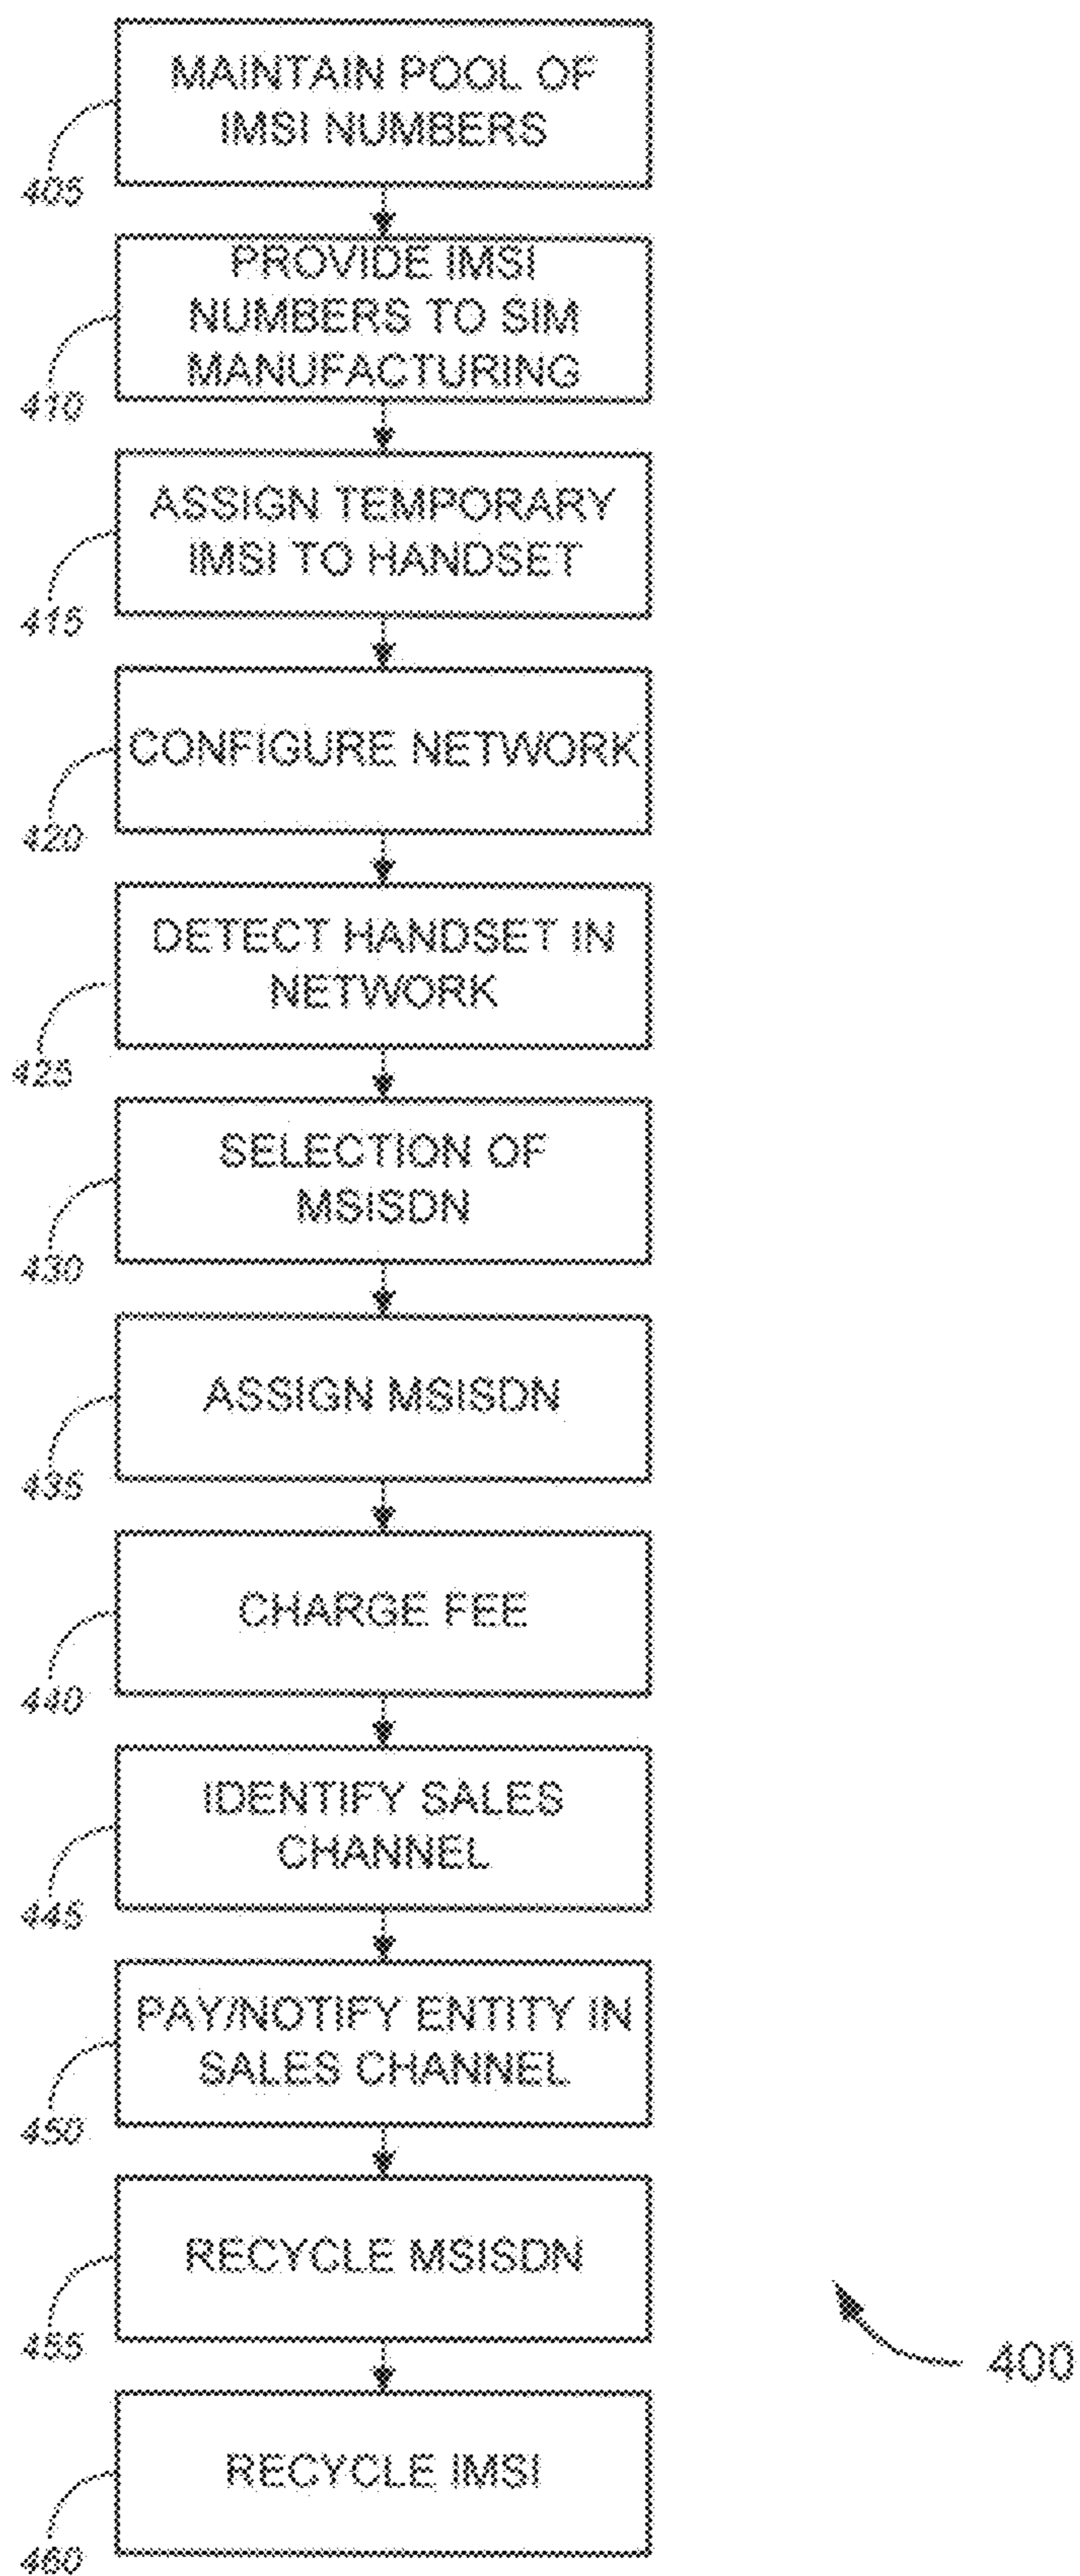 MAINTAIN POOL OF
IMSI NUMBERS
405
PROVIDE IMSI
NUMBERS TO SIM
MANUFACTURING
410
ASSIGN TEMPORARY
IMSI TO HANDSET
415
CONFIGURE NETWORK
420
DETECT HANDSET IN
NETWORK
425
SELECTION OF
MSISDN
430
ASSIGN MSISDN
435
CHARGE FEE
440
IDENTIFY SALES
CHANNEL
445
PAY/NOTIFY ENTITY IN
SALES CHANNEL
450
RECYCLE MSISDN
455
400
RECYCLE IMSI
460